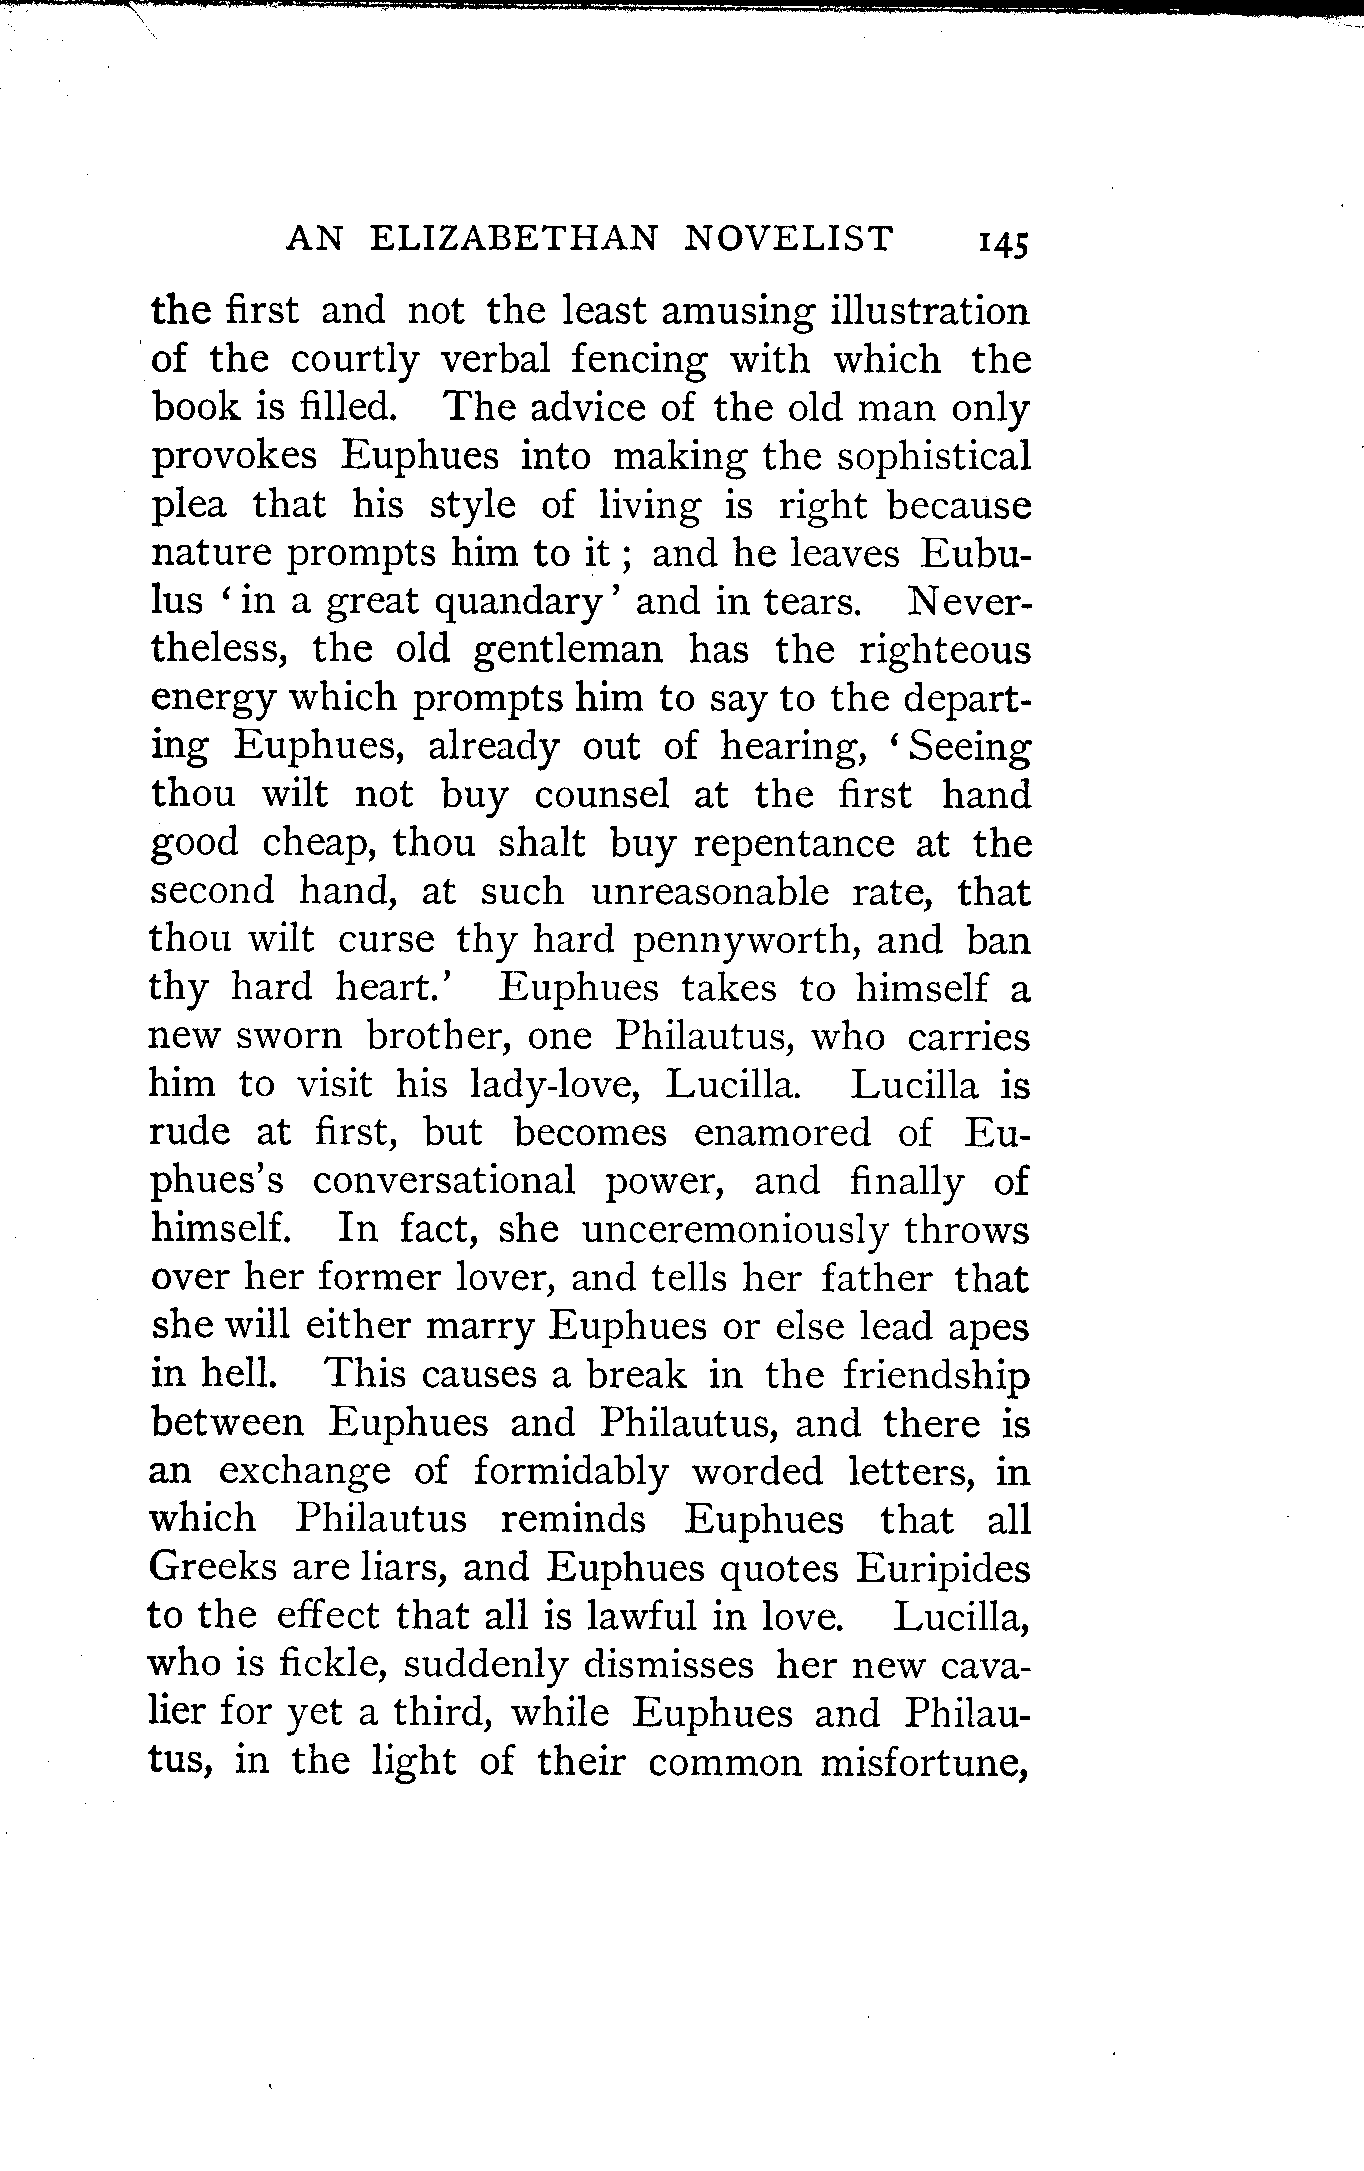 AN ELIZABETHAN NOVELIST 145
the first and not the least amusing illustration
of the courtly verbal fencing with which the
book is filled. The advice of the old man only
provokes Euphues into making the sophistical
plea that his style of living is right because
nature prompts him to it ; and he leaves Eubu-
lus ‘ in a great quandary ’ and in tears. Never-
theless, the old gentleman has the righteous
energy which prompts him to say to the depart-
ing Euphues, already out of hearing, ‘ Seeing
thou wilt not buy counsel at the first hand
good cheap, thou shalt buy repentance at the
second hand, at such unreasonable rate, that
thou wilt curse thy hard pennyworth, and ban
thy hard heart.’ Euphues takes to himself a
new sworn brother, one Philautus, who carries
him to visit his lady-love, Lucilla. Lucilla is
rude at first, but becomes enamored of Eu-
phues's conversational power, and finally of
himself. In fact, she unceremoniously throws
over her former lover, and tells her father that
she will either marry Euphues or else lead apes
in hell. This causes a break in the friendship
between Euphues and Philautus, and there is
an exchange of formidably worded letters, in
which Philautus reminds Euphues that all
Greeks are liars, and Euphues quotes Euripides
to the effect that all is lawful in love. Lucilla,
who is fickle, suddenly dismisses her new cava-
lier for yet a third, while Euphues and Philau-
tus, in the light of their common misfortune,